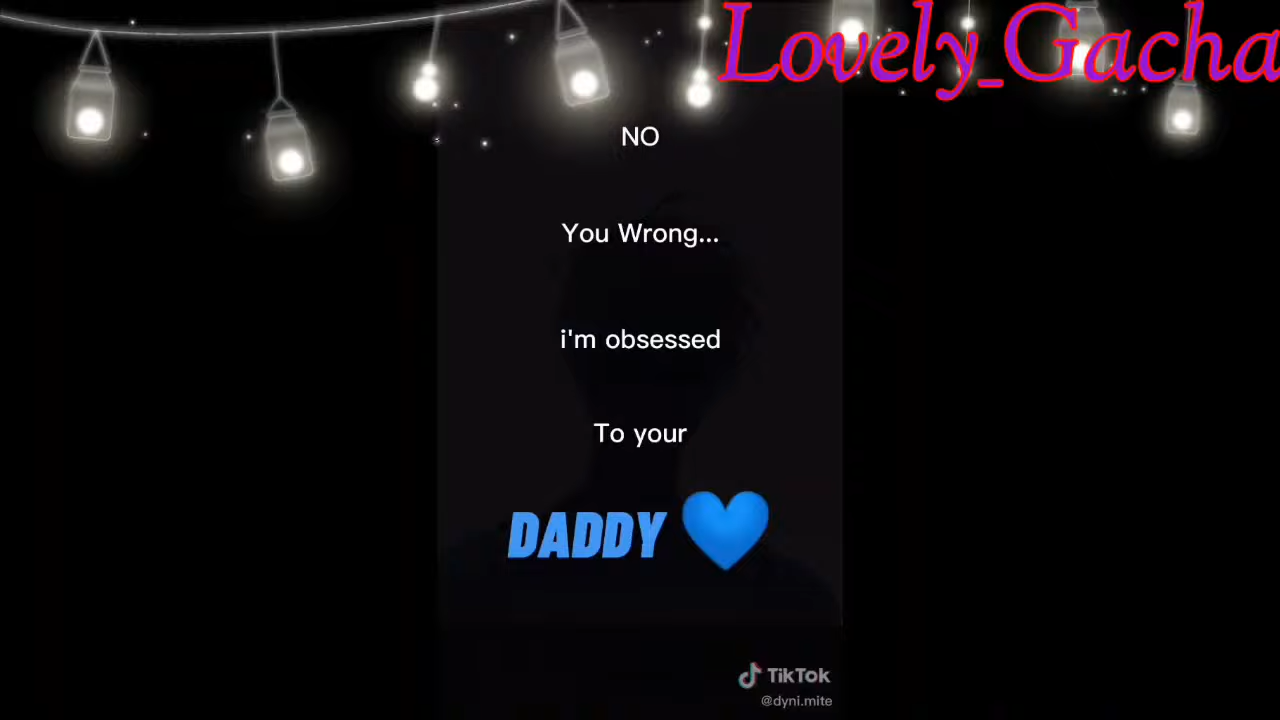 Lovely_Gacha
NO
You Wrong...
i'm obsessed
To your
DADDY 💙
TikTok
@dyni.mite